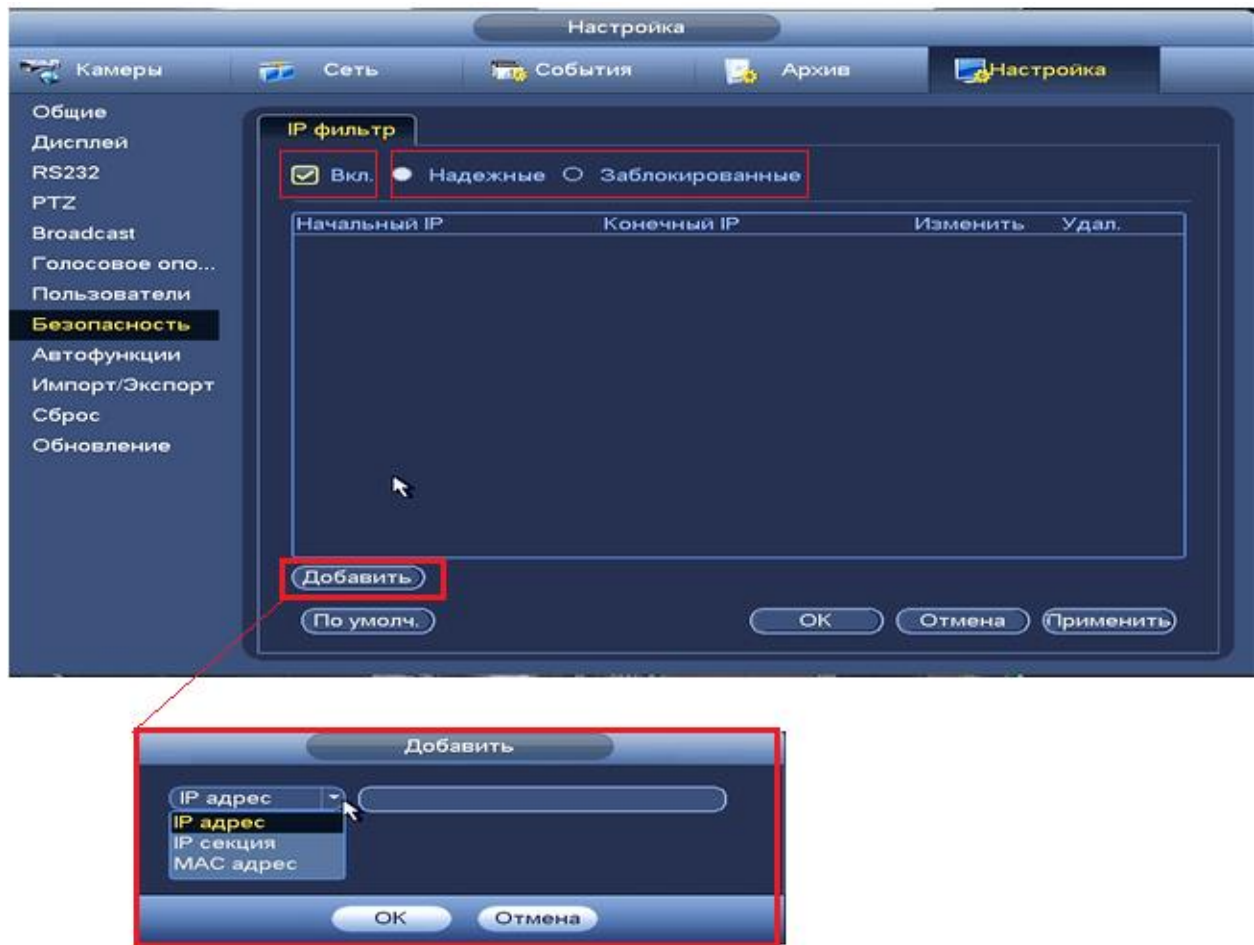 Настройка
Камеры Сеть События Архив Настройка
Общие
Дисплей
RS232
PTZ
Broadcast
Голосовое опо...
Пользователи
Безопасность
Автофункции
Импорт/Экспорт
Сброс
Обновление
IP фильтр
Вкл. Надежные Заблокированные
Начальный IP Конечный IP Изменить Удал.
Добавить
По умолч. OK Отмена Применить
Добавить
IP адрес
IP адрес
IP секция
MAC адрес
OK Отмена